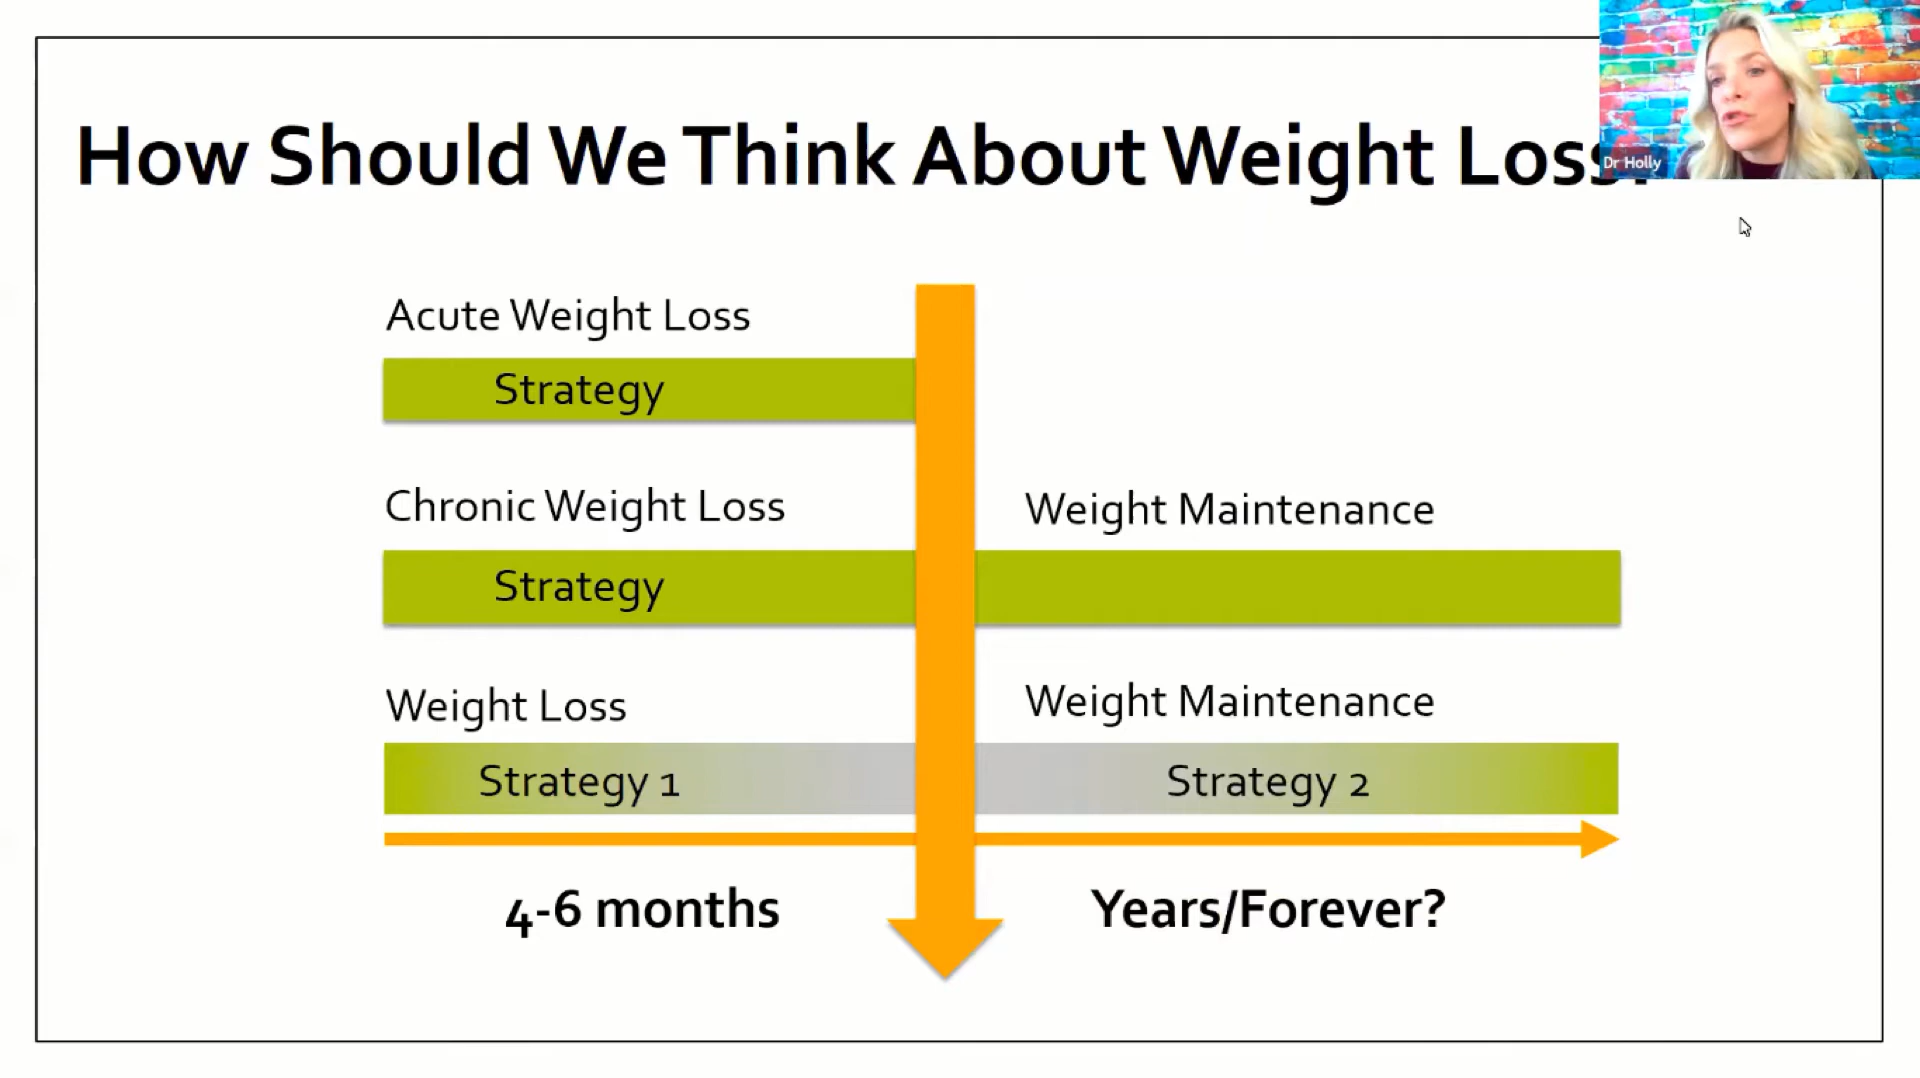 How Should We Think About Weight Loss?
Dr Holly
Acute Weight Loss
Strategy
Chronic Weight Loss
Weight Maintenance
Strategy
Weight Loss
Weight Maintenance
Strategy 1
Strategy 2
4-6 months
Years/Forever?